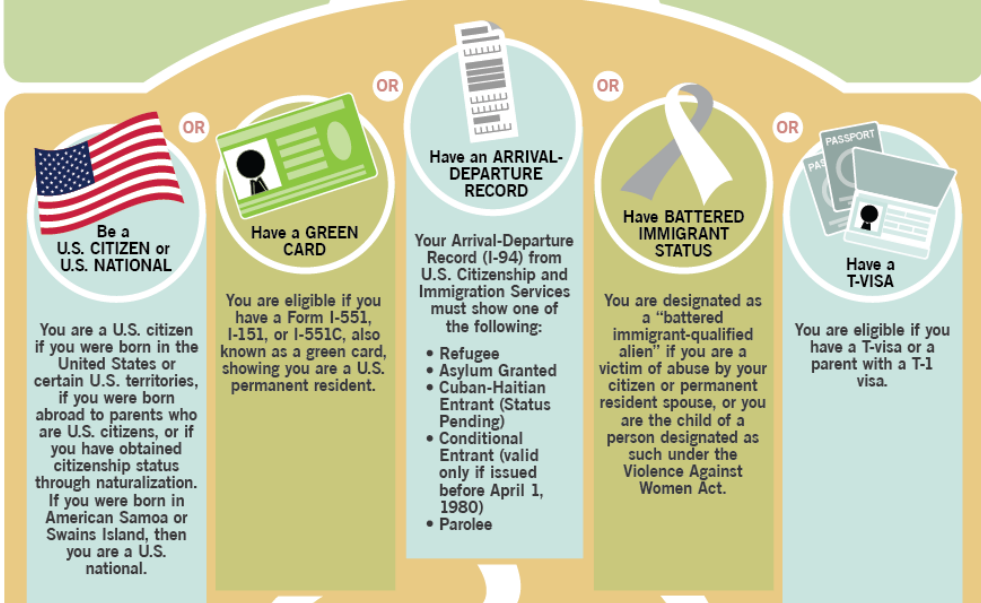 OR
OR
OR
OR
Be a
U.S. CITIZEN or
U.S. NATIONAL
You are a U.S. citizen
if you were born in the
United States or
certain U.S. territories,
if you were born
abroad to parents who
are U.S. citizens, or if
you have obtained
citizenship status
through naturalization.
If you were born in
American Samoa or
Swains Island, then
you are a U.S.
national.
Have a GREEN
CARD
You are eligible if you
have a Form I-551,
I-151, or I-551C, also
known as a green card,
showing you are a U.S.
permanent resident.
Have an ARRIVAL-
DEPARTURE
RECORD
Your Arrival-Departure
Record (I-94) from
U.S. Citizenship and
Immigration Services
must show one of
the following:
• Refugee
• Asylum Granted
• Cuban-Haitian
Entrant (Status
Pending)
• Conditional
Entrant (valid
only if issued
before April 1,
1980)
• Parolee
Have BATTERED
IMMIGRANT
STATUS
You are designated as
a “battered
immigrant-qualified
alien” if you are a
victim of abuse by your
citizen or permanent
resident spouse, or you
are the child of a
person designated as
such under the
Violence Against
Women Act.
PASSPORT
PAS
Have a
T-VISA
You are eligible if you
have a T-visa or a
parent with a T-1
visa.